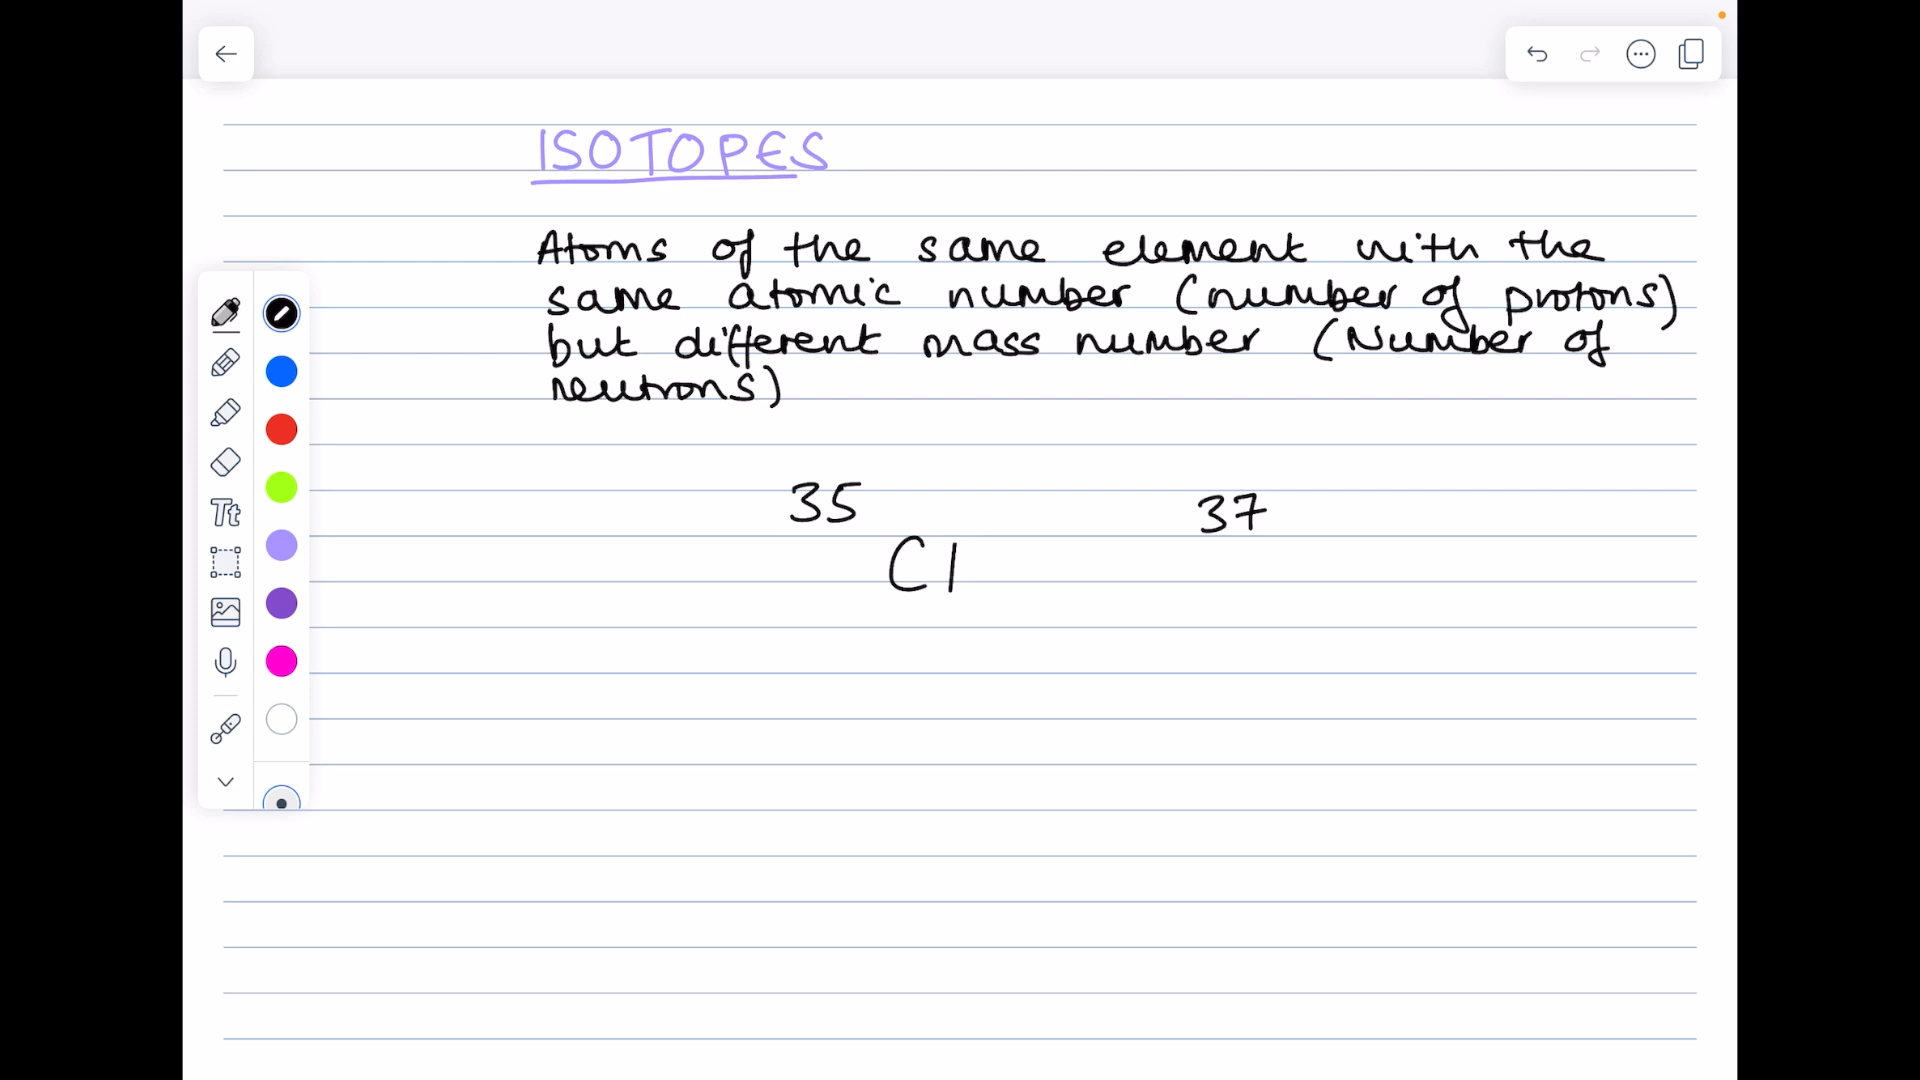 ISOTOPES
Atoms of the same element with the
same atomic number (number of protons)
but different mass number (Number of
neutrons)
35 37
Cl
Tt